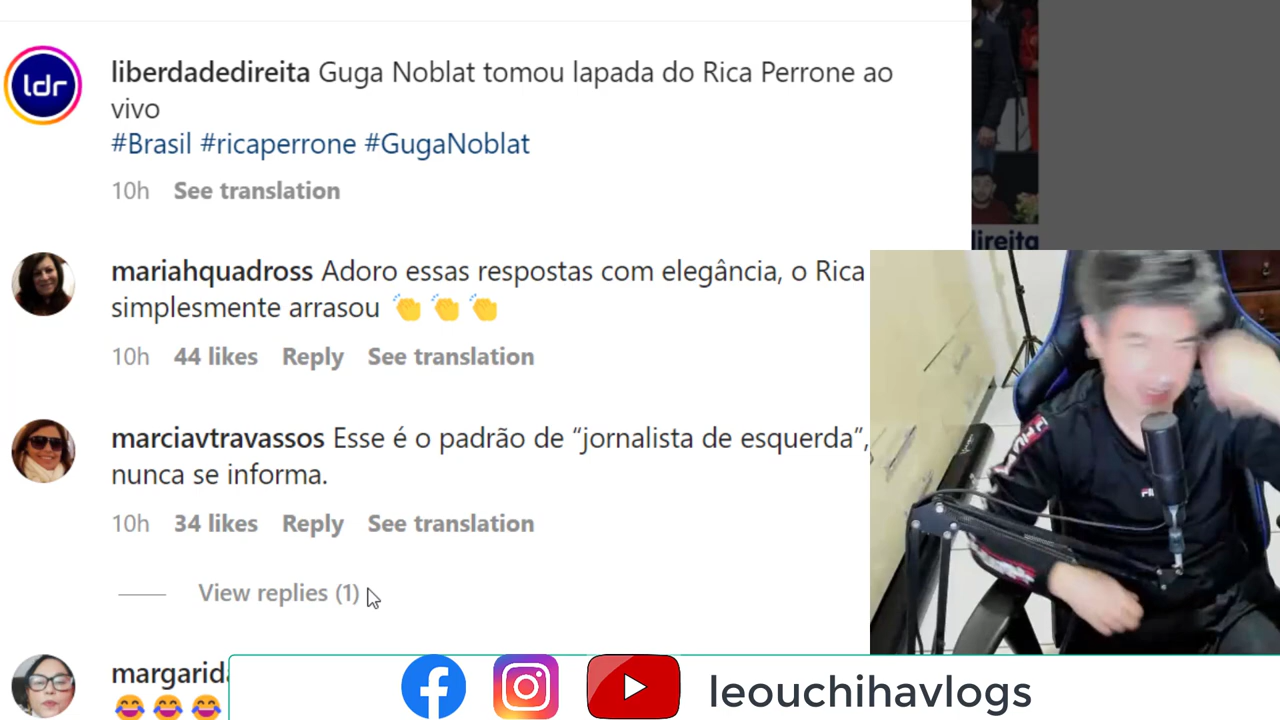 ldr
liberdadedireita Guga Noblat tomou lapada do Rica Perrone ao
vivo
#Brasil #ricaperrone #GugaNoblat
10h See translation
direita
mariahquadross Adoro essas respostas com elegância, o Rica
simplesmente arrasou 👏 👏 👏
10h 44 likes Reply See translation
marciavtravassos Esse é o padrão de “jornalista de esquerda”,
nunca se informa.
10h 34 likes Reply See translation
View replies (1)
margarida
😂 😂 😂
leouchihavlogs